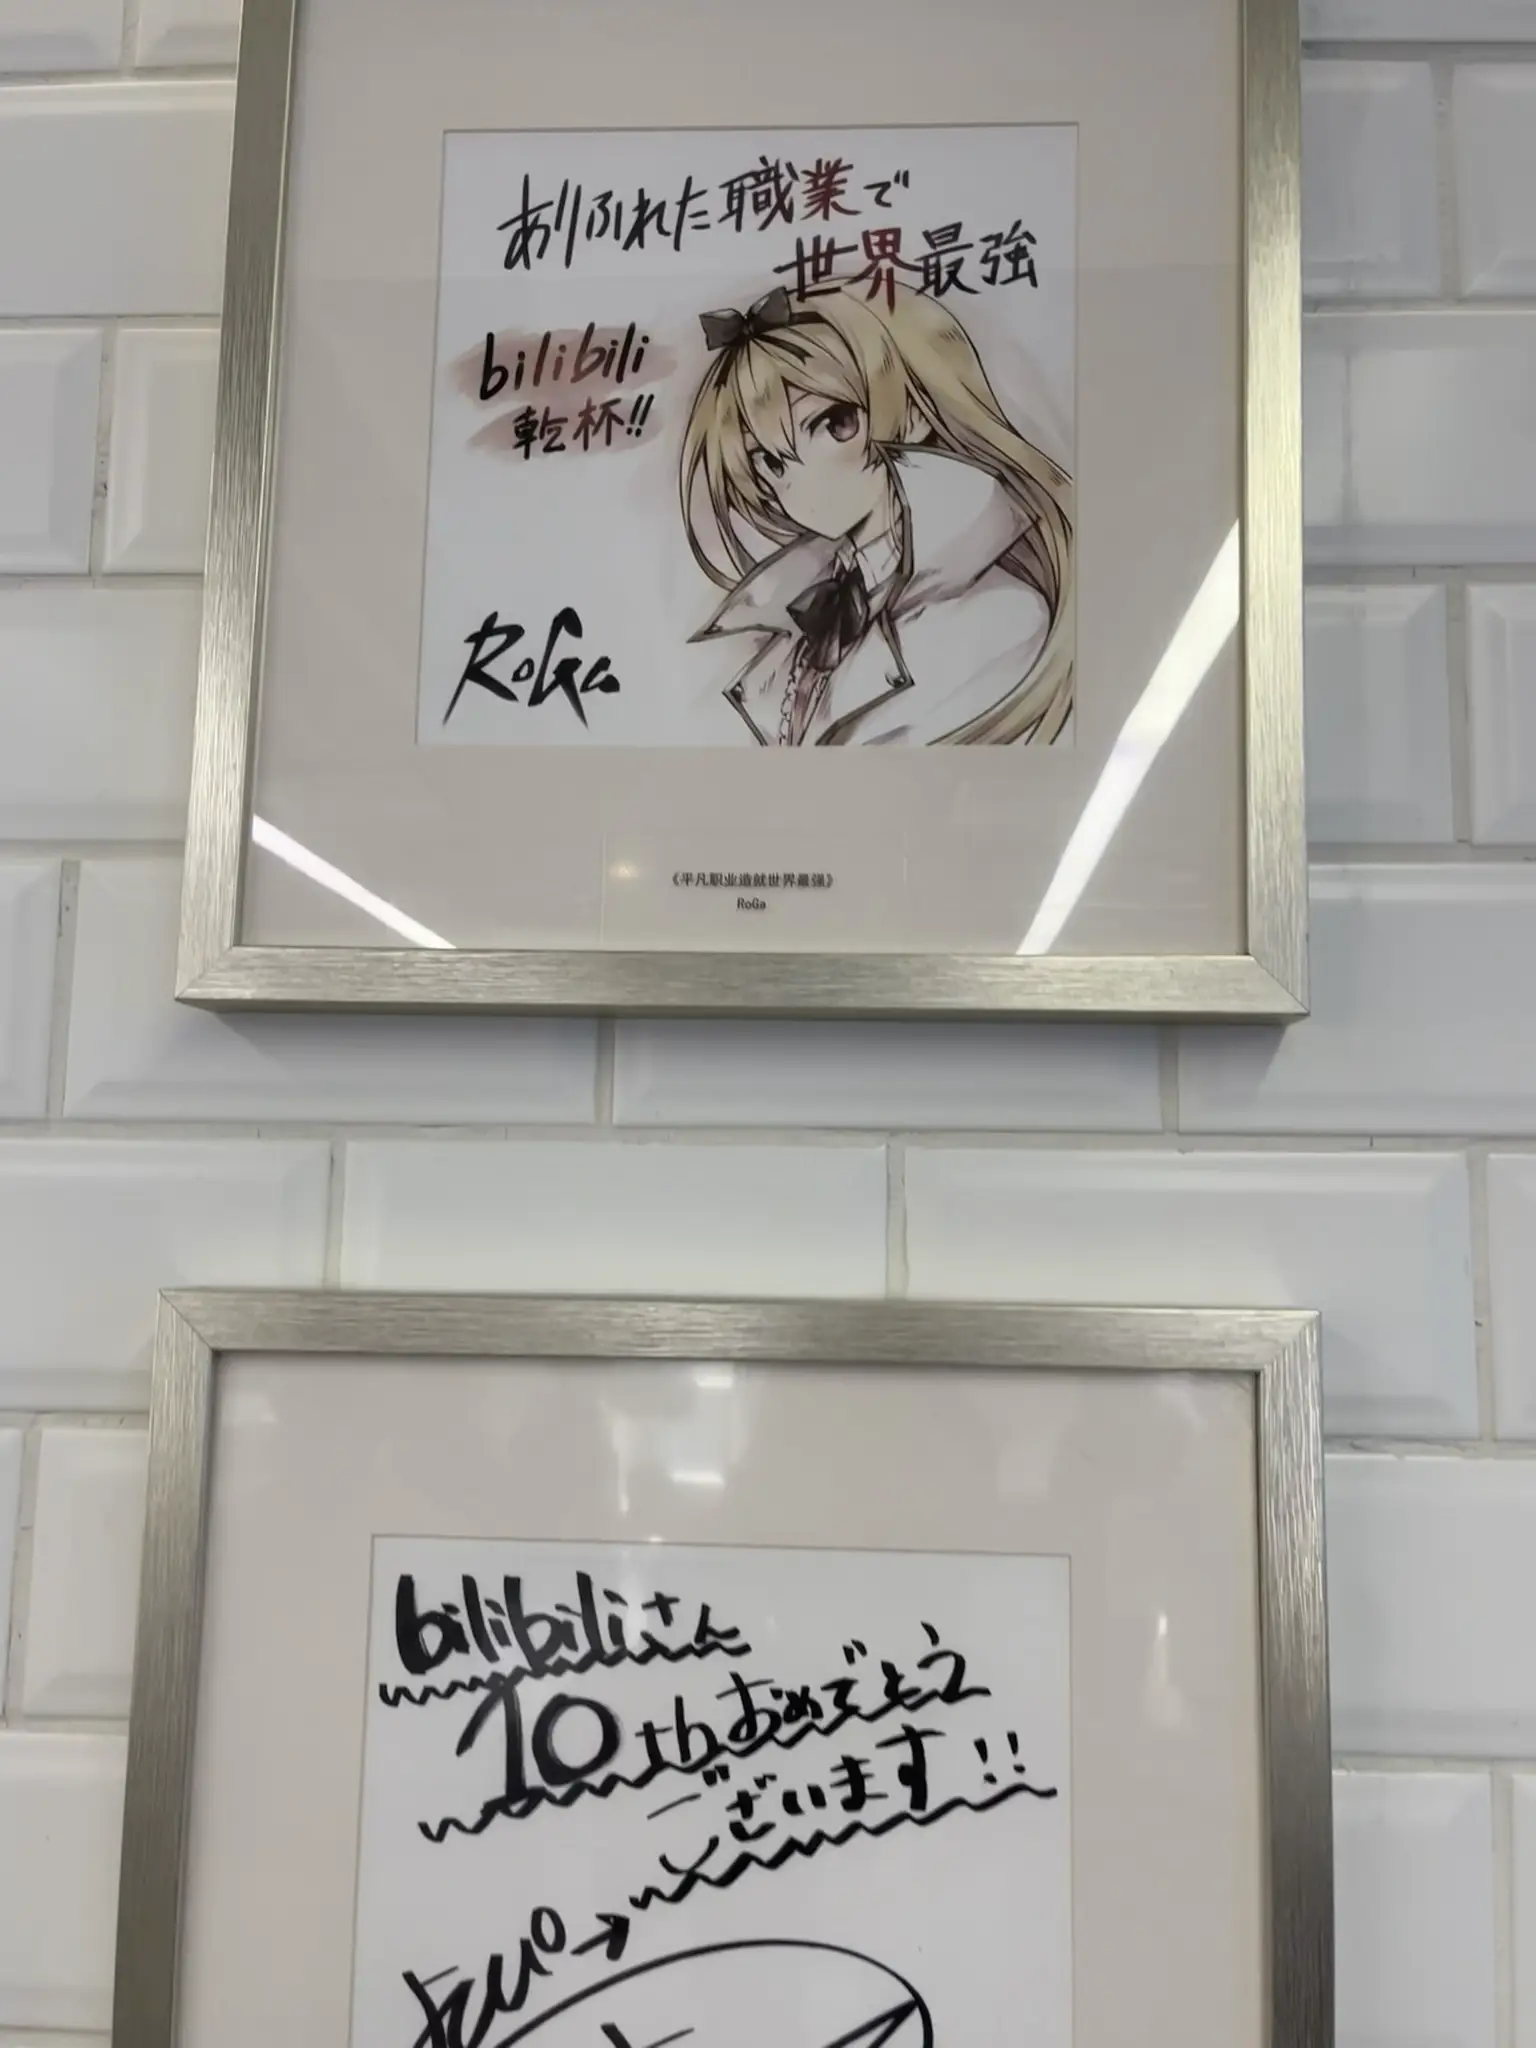 ありふれた職業で
世界最強
bilibili
乾杯!!
RoGa
《平凡职业造就世界最强》
RoGa
bilibiliさん
10thおめでとう
ございます!!